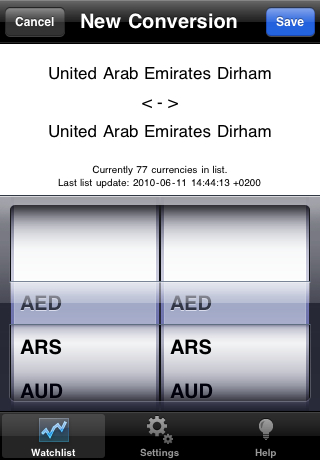 Cancel New Conversion Save
United Arab Emirates Dirham
< - >
United Arab Emirates Dirham
Currently 77 currencies in list.
Last list update: 2010-06-11 14:44:13 +0200
AED AED
ARS ARS
AUD AUD
Watchlist Settings Help